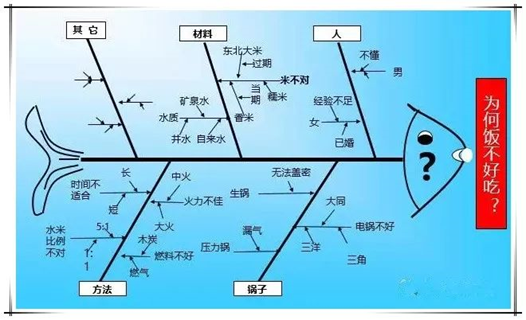 其 它
材料
人
东北大米
过期
米不对
当期
糯米
香米
矿泉水
水质
井水
自来水
不懂
男
经验不足
女
已婚
为何饭不好吃？
?
长
时间不适合
短
中火
火力不佳
大火
水米比例不对
5:1
1:1
木炭
燃料不好
燃气
方法
无法盖密
生锅
大同
电锅不好
三洋
三角
漏气
压力锅
锅子